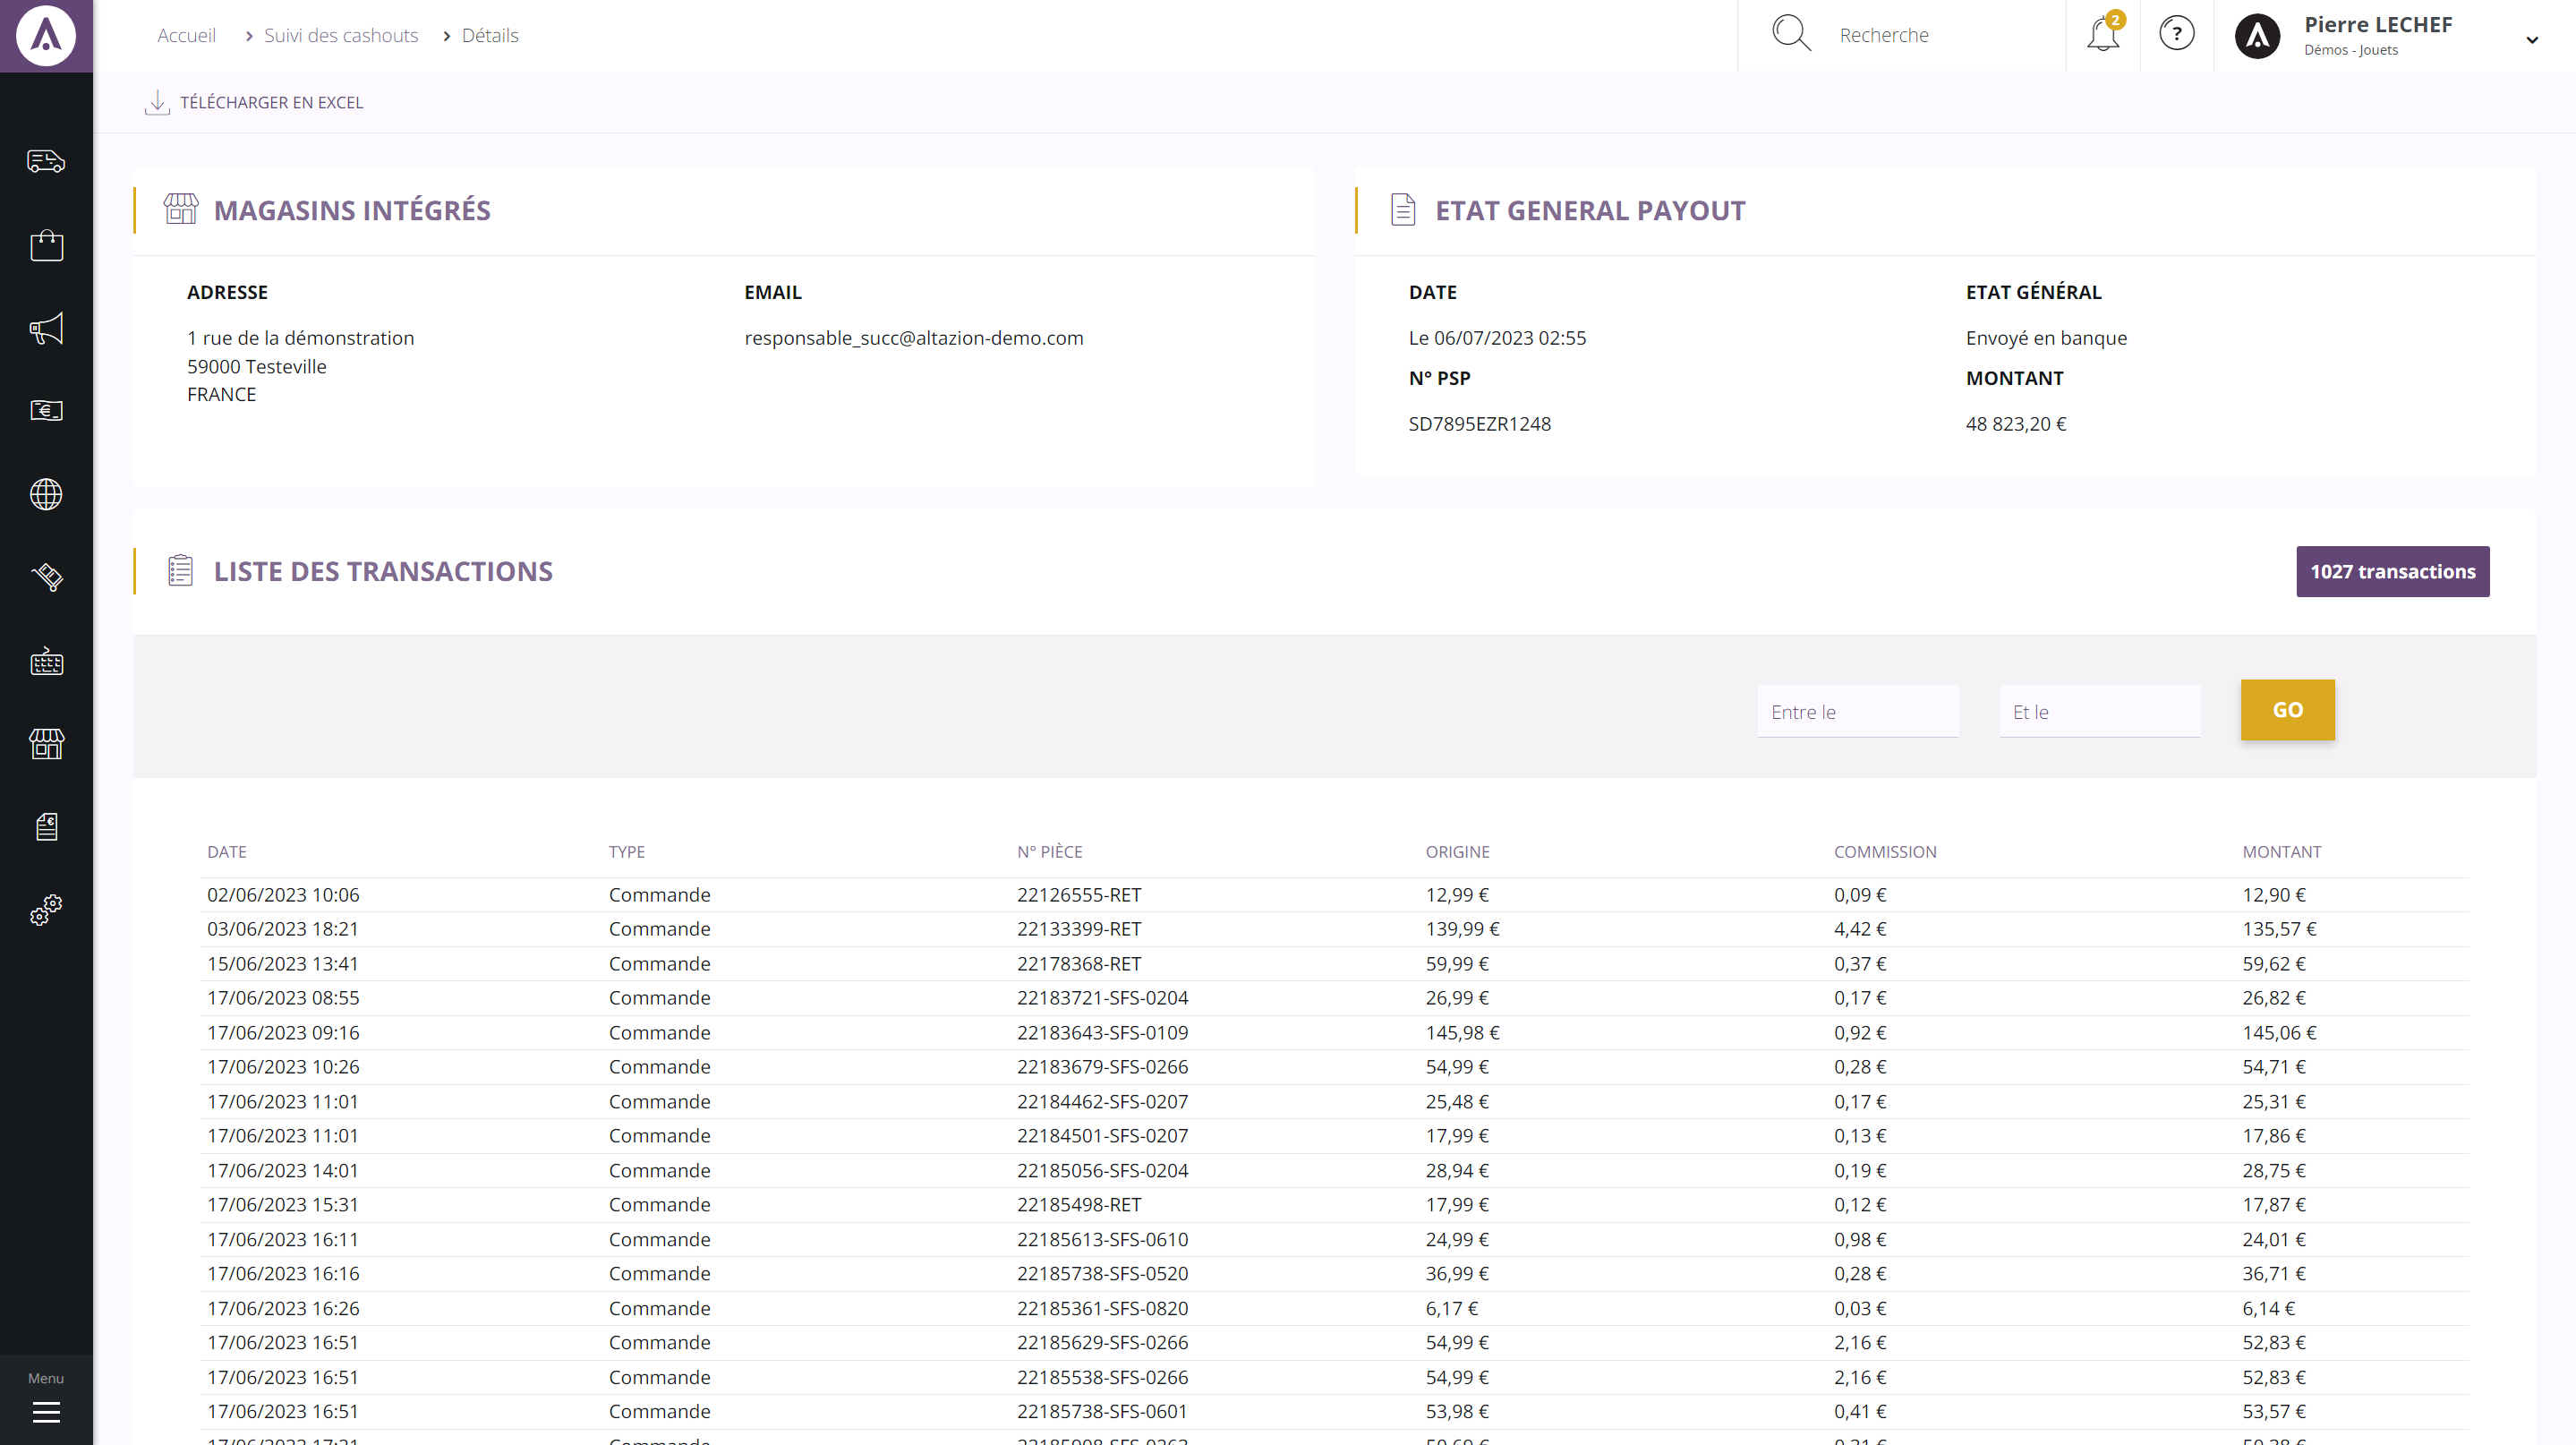 Accueil > Suivi des cashouts > Détails
Recherche
2
?
Pierre LECHEF
Démos - Jouets
TÉLÉCHARGER EN EXCEL
MAGASINS INTÉGRÉS
ADRESSE
1 rue de la démonstration
59000 Testeville
FRANCE
EMAIL
responsable_succ@altazion-demo.com
ETAT GENERAL PAYOUT
DATE
Le 06/07/2023 02:55
ETAT GÉNÉRAL
Envoyé en banque
N° PSP
SD7895EZR1248
MONTANT
48 823,20 €
LISTE DES TRANSACTIONS
1027 transactions
Entre le
Et le
GO
DATE TYPE N° PIÈCE ORIGINE COMMISSION MONTANT
02/06/2023 10:06 Commande 22126555-RET 12,99 € 0,09 € 12,90 €
03/06/2023 18:21 Commande 22133399-RET 139,99 € 4,42 € 135,57 €
15/06/2023 13:41 Commande 22178368-RET 59,99 € 0,37 € 59,62 €
17/06/2023 08:55 Commande 22183721-SFS-0204 26,99 € 0,17 € 26,82 €
17/06/2023 09:16 Commande 22183643-SFS-0109 145,98 € 0,92 € 145,06 €
17/06/2023 10:26 Commande 22183679-SFS-0266 54,99 € 0,28 € 54,71 €
17/06/2023 11:01 Commande 22184462-SFS-0207 25,48 € 0,17 € 25,31 €
17/06/2023 11:01 Commande 22184501-SFS-0207 17,99 € 0,13 € 17,86 €
17/06/2023 14:01 Commande 22185056-SFS-0204 28,94 € 0,19 € 28,75 €
17/06/2023 15:31 Commande 22185498-RET 17,99 € 0,12 € 17,87 €
17/06/2023 16:11 Commande 22185613-SFS-0610 24,99 € 0,98 € 24,01 €
17/06/2023 16:16 Commande 22185738-SFS-0520 36,99 € 0,28 € 36,71 €
17/06/2023 16:26 Commande 22185361-SFS-0820 6,17 € 0,03 € 6,14 €
17/06/2023 16:51 Commande 22185629-SFS-0266 54,99 € 2,16 € 52,83 €
17/06/2023 16:51 Commande 22185538-SFS-0266 54,99 € 2,16 € 52,83 €
17/06/2023 16:51 Commande 22185738-SFS-0601 53,98 € 0,41 € 53,57 €
Menu